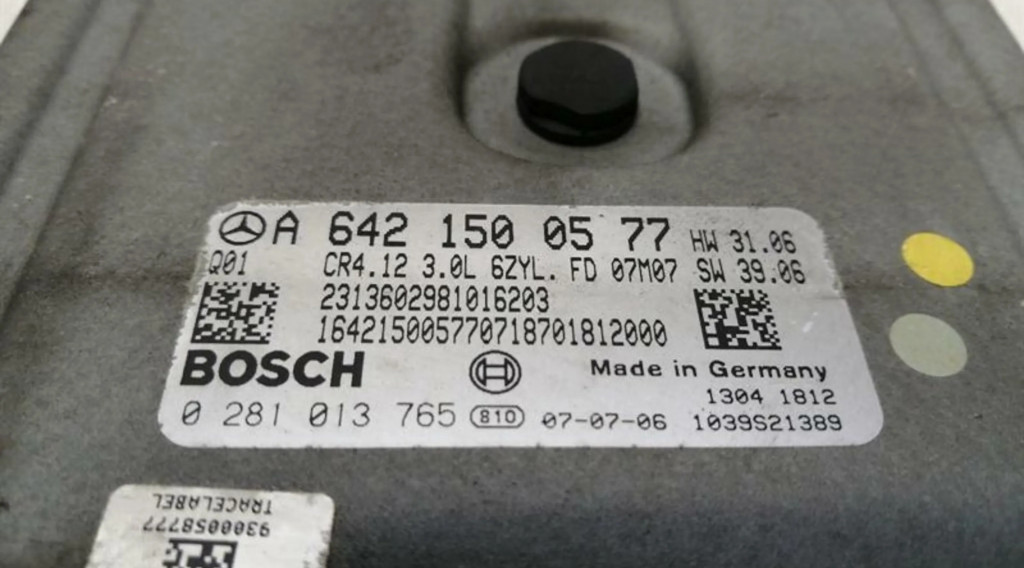 A 642 150 05 77 HW 31.06
Q01 CR4.12 3.0L 6ZYL. FD 07M07 SW 39.06
2313602981016203
164215005770718701812000
BOSCH Made in Germany
1304 1812
0 281 013 765 810 07-07-06 1039S21389
TRACELABEL
9300058777